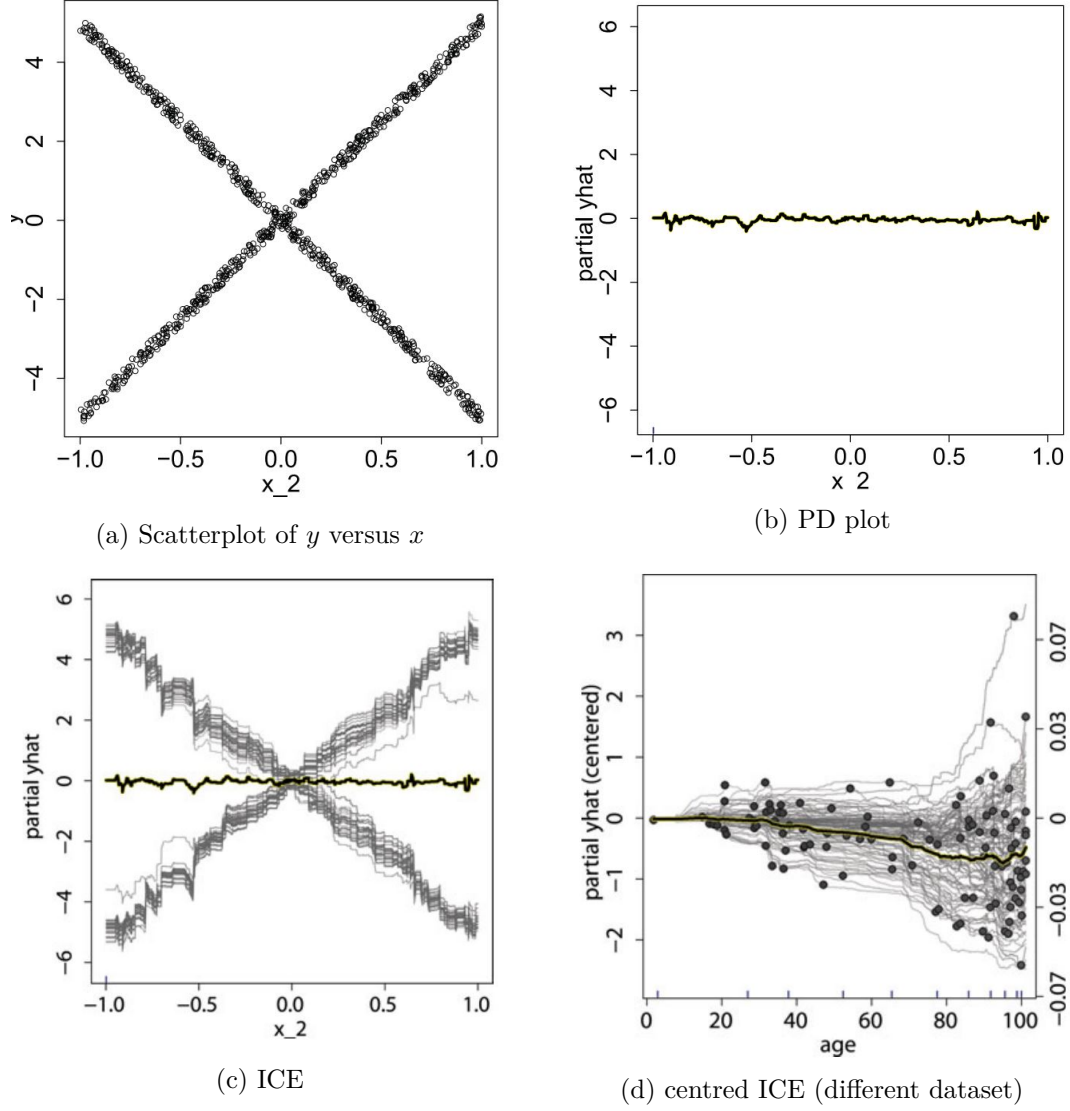 4
2
0
−2
−4
y
−1.0 −0.5 0.0 0.5 1.0
x_2
(a) Scatterplot of y versus x
6
4
2
0
−2
−4
−6
partial yhat
−1.0 −0.5 0.0 0.5 1.0
x 2
(b) PD plot
6
4
2
0
−2
−4
−6
partial yhat
−1.0 −0.5 0.0 0.5 1.0
x_2
(c) ICE
3
2
1
0
−1
−2
partial yhat (centered)
0.07
0.03
0
−0.03
−0.07
0 20 40 60 80 100
age
(d) centred ICE (different dataset)